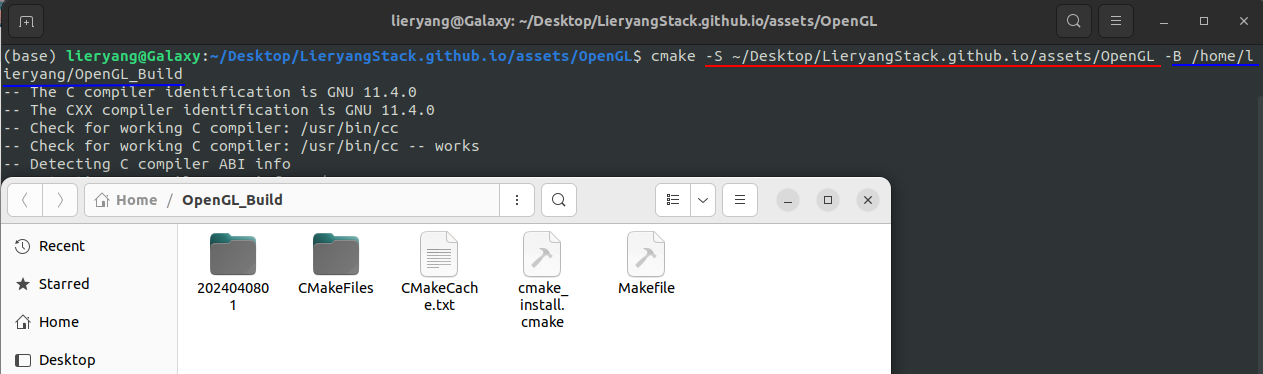 lieryang@Galaxy: ~/Desktop/LieryangStack.github.io/assets/OpenGL
(base) lieryang@Galaxy:~/Desktop/LieryangStack.github.io/assets/OpenGL$ cmake -S ~/Desktop/LieryangStack.github.io/assets/OpenGL -B /home/l
ieryang/OpenGL_Build
-- The C compiler identification is GNU 11.4.0
-- The CXX compiler identification is GNU 11.4.0
-- Check for working C compiler: /usr/bin/cc
-- Check for working C compiler: /usr/bin/cc -- works
-- Detecting C compiler ABI info
Home / OpenGL_Build
Recent
Starred
Home
Desktop
202404080
1
CMakeFiles
CMakeCach
e.txt
cmake_
install.
cmake
Makefile